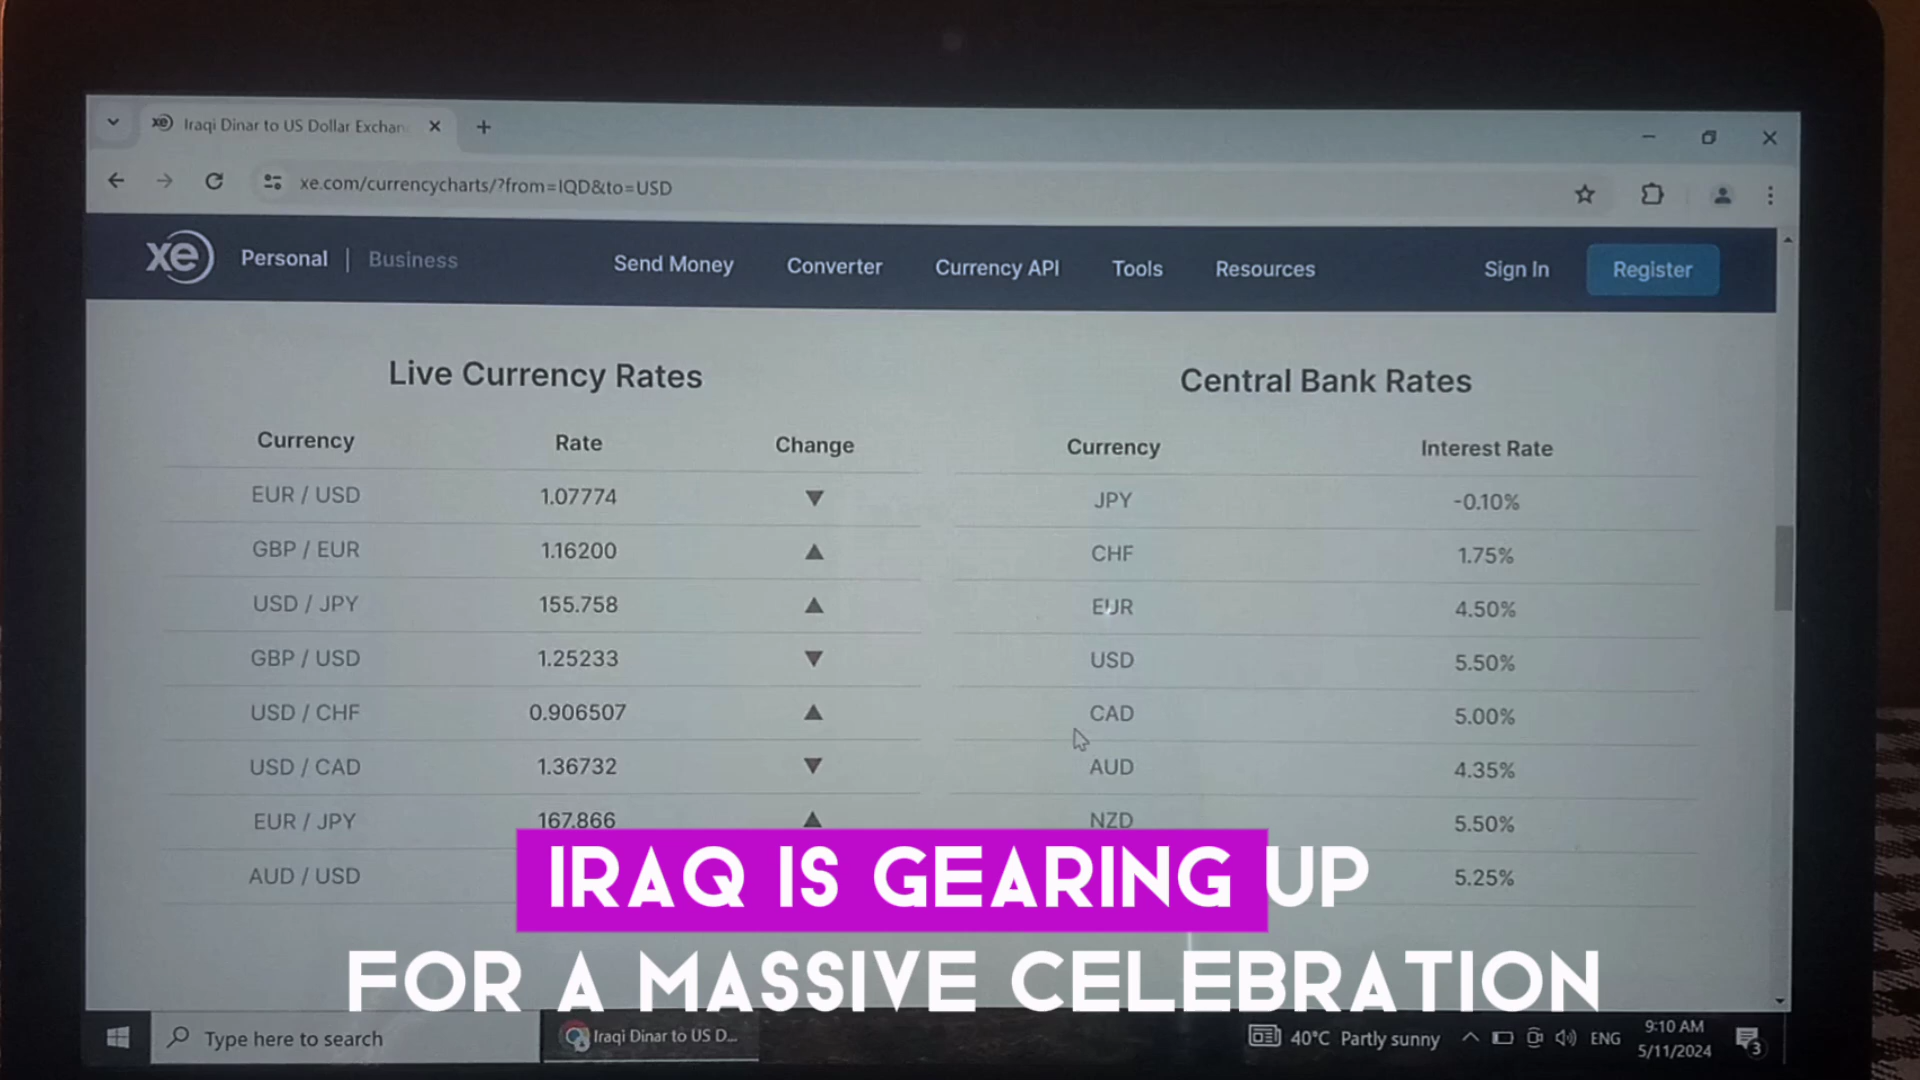 Iraqi Dinar to US Dollar Exchan
xe.com/currencycharts/?from=IQD&to=USD
xe Personal | Business Send Money Converter Currency API Tools Resources Sign In Register
Live Currency Rates
Currency Rate Change
EUR / USD 1.07774 ▼
GBP / EUR 1.16200 ▲
USD / JPY 155.758 ▲
GBP / USD 1.25233 ▼
USD / CHF 0.906507 ▲
USD / CAD 1.36732 ▼
EUR / JPY 167.866 ▲
AUD / USD
Central Bank Rates
Currency Interest Rate
JPY -0.10%
CHF 1.75%
EUR 4.50%
USD 5.50%
CAD 5.00%
AUD 4.35%
NZD 5.50%
5.25%
IRAQ IS GEARING UP
FOR A MASSIVE CELEBRATION
Type here to search
Iraqi Dinar to US D...
40°C Partly sunny
ENG
9:10 AM
5/11/2024
3